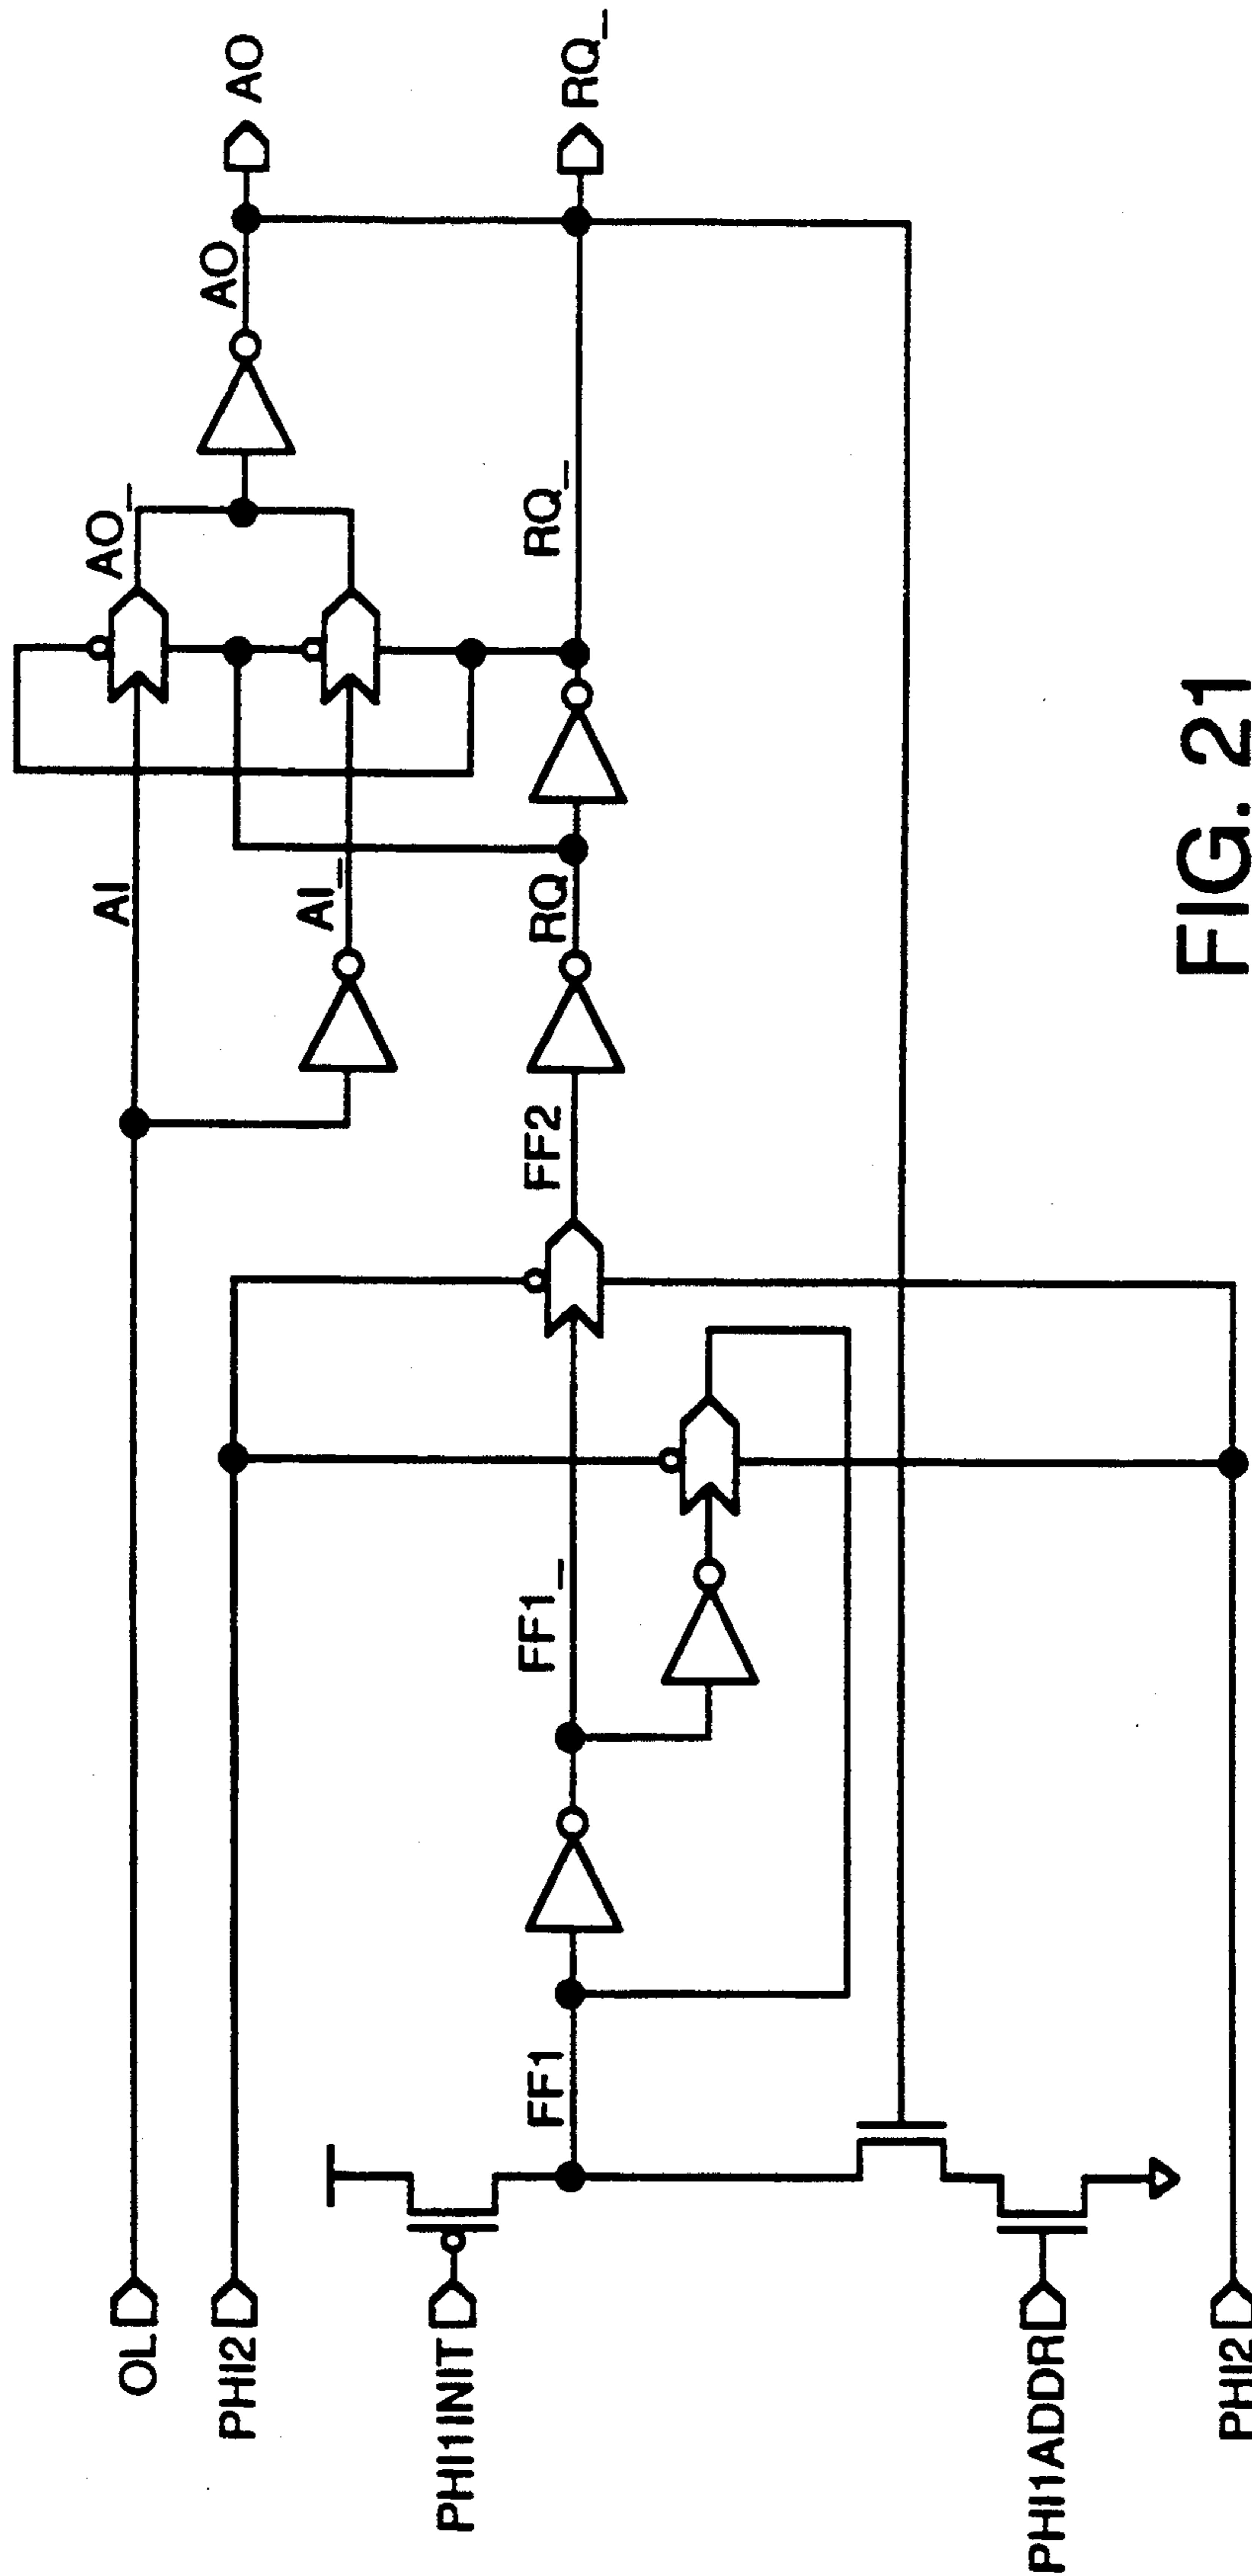 OL
PHI2
PHI1INIT
PHI1ADDR
PHI2
FF1
FF1_
FF2
AI
AI_
RQ
AO_
RQ_
AO
AO
RQ_
FIG. 21